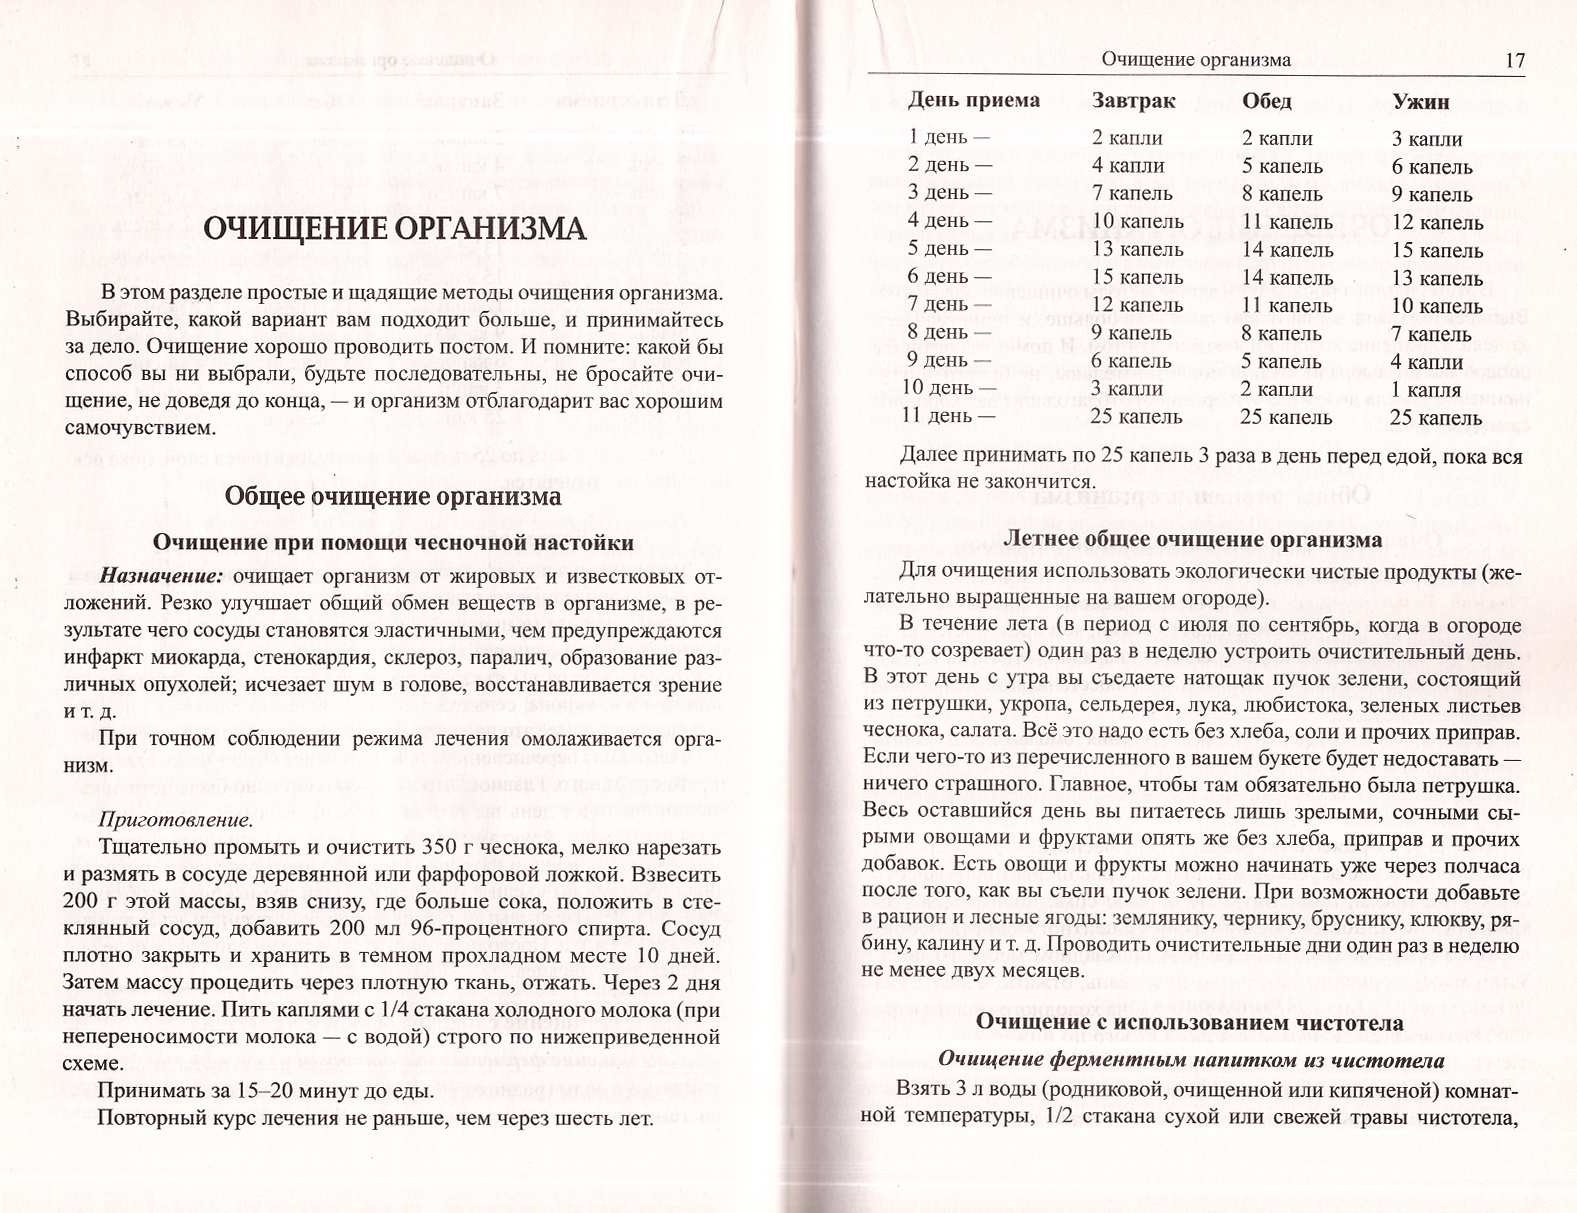 ОЧИЩЕНИЕ ОРГАНИЗМА
В этом разделе простые и щадящие методы очищения организма.
Выбирайте, какой вариант вам подходит больше, и принимайтесь
за дело. Очищение хорошо проводить постом. И помните: какой бы
способ вы ни выбрали, будьте последовательны, не бросайте очи-
щение, не доведя до конца, — и организм отблагодарит вас хорошим
самочувствием.
Общее очищение организма
Очищение при помощи чесночной настойки
Назначение: очищает организм от жировых и известковых от-
ложений. Резко улучшает общий обмен веществ в организме, в ре-
зультате чего сосуды становятся эластичными, чем предупреждаются
инфаркт миокарда, стенокардия, склероз, паралич, образование раз-
личных опухолей; исчезает шум в голове, восстанавливается зрение
и т. д.
При точном соблюдении режима лечения омолаживается орга-
низм.
Приготовление.
Тщательно промыть и очистить 350 г чеснока, мелко нарезать
и размять в сосуде деревянной или фарфоровой ложкой. Взвесить
200 г этой массы, взяв снизу, где больше сока, положить в сте-
клянный сосуд, добавить 200 мл 96-процентного спирта. Сосуд
плотно закрыть и хранить в темном прохладном месте 10 дней.
Затем массу процедить через плотную ткань, отжать. Через 2 дня
начать лечение. Пить каплями с 1/4 стакана холодного молока (при
непереносимости молока — с водой) строго по нижеприведенной
схеме.
Принимать за 15–20 минут до еды.
Повторный курс лечения не раньше, чем через шесть лет.
Очищение организма 17
День приема Завтрак Обед Ужин
1 день — 2 капли 2 капли 3 капли
2 день — 4 капли 5 капель 6 капель
3 день — 7 капель 8 капель 9 капель
4 день — 10 капель 11 капель 12 капель
5 день — 13 капель 14 капель 15 капель
6 день — 15 капель 14 капель 13 капель
7 день — 12 капель 11 капель 10 капель
8 день — 9 капель 8 капель 7 капель
9 день — 6 капель 5 капель 4 капли
10 день — 3 капли 2 капли 1 капля
11 день — 25 капель 25 капель 25 капель
Далее принимать по 25 капель 3 раза в день перед едой, пока вся
настойка не закончится.
Летнее общее очищение организма
Для очищения использовать экологически чистые продукты (же-
лательно выращенные на вашем огороде).
В течение лета (в период с июля по сентябрь, когда в огороде
что-то созревает) один раз в неделю устроить очистительный день.
В этот день с утра вы съедаете натощак пучок зелени, состоящий
из петрушки, укропа, сельдерея, лука, любистока, зеленых листьев
чеснока, салата. Всё это надо есть без хлеба, соли и прочих приправ.
Если чего-то из перечисленного в вашем букете будет недоставать —
ничего страшного. Главное, чтобы там обязательно была петрушка.
Весь оставшийся день вы питаетесь лишь зрелыми, сочными сы-
рыми овощами и фруктами опять же без хлеба, приправ и прочих
добавок. Есть овощи и фрукты можно начинать уже через полчаса
после того, как вы съели пучок зелени. При возможности добавьте
в рацион и лесные ягоды: землянику, чернику, бруснику, клюкву, ря-
бину, калину и т. д. Проводить очистительные дни один раз в неделю
не менее двух месяцев.
Очищение с использованием чистотела
Очищение ферментным напитком из чистотела
Взять 3 л воды (родниковой, очищенной или кипяченой) комнат-
ной температуры, 1/2 стакана сухой или свежей травы чистотела,